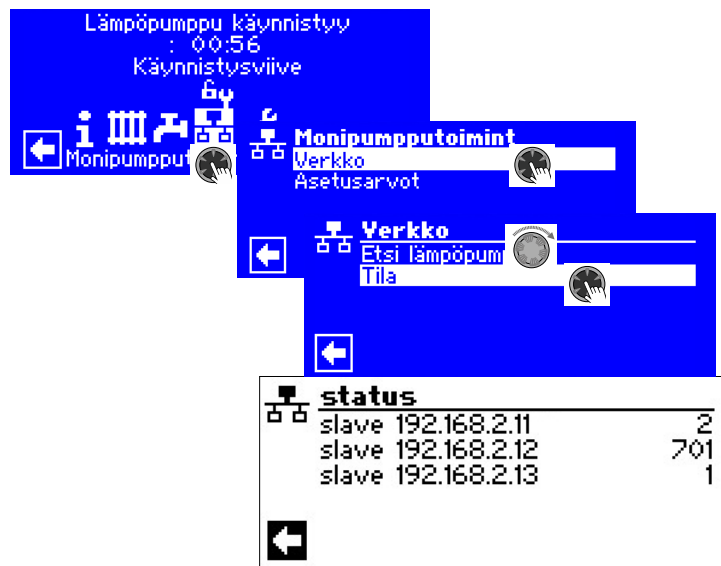 Lämpöpumppu käynnistyy
: 00:56
Käynnistysviive
Monipumpput
Monipumpputoimint
Verkko
Asetusarvot
Verkko
Etsi lämpöpum
Tila
status
slave 192.168.2.11 2
slave 192.168.2.12 701
slave 192.168.2.13 1